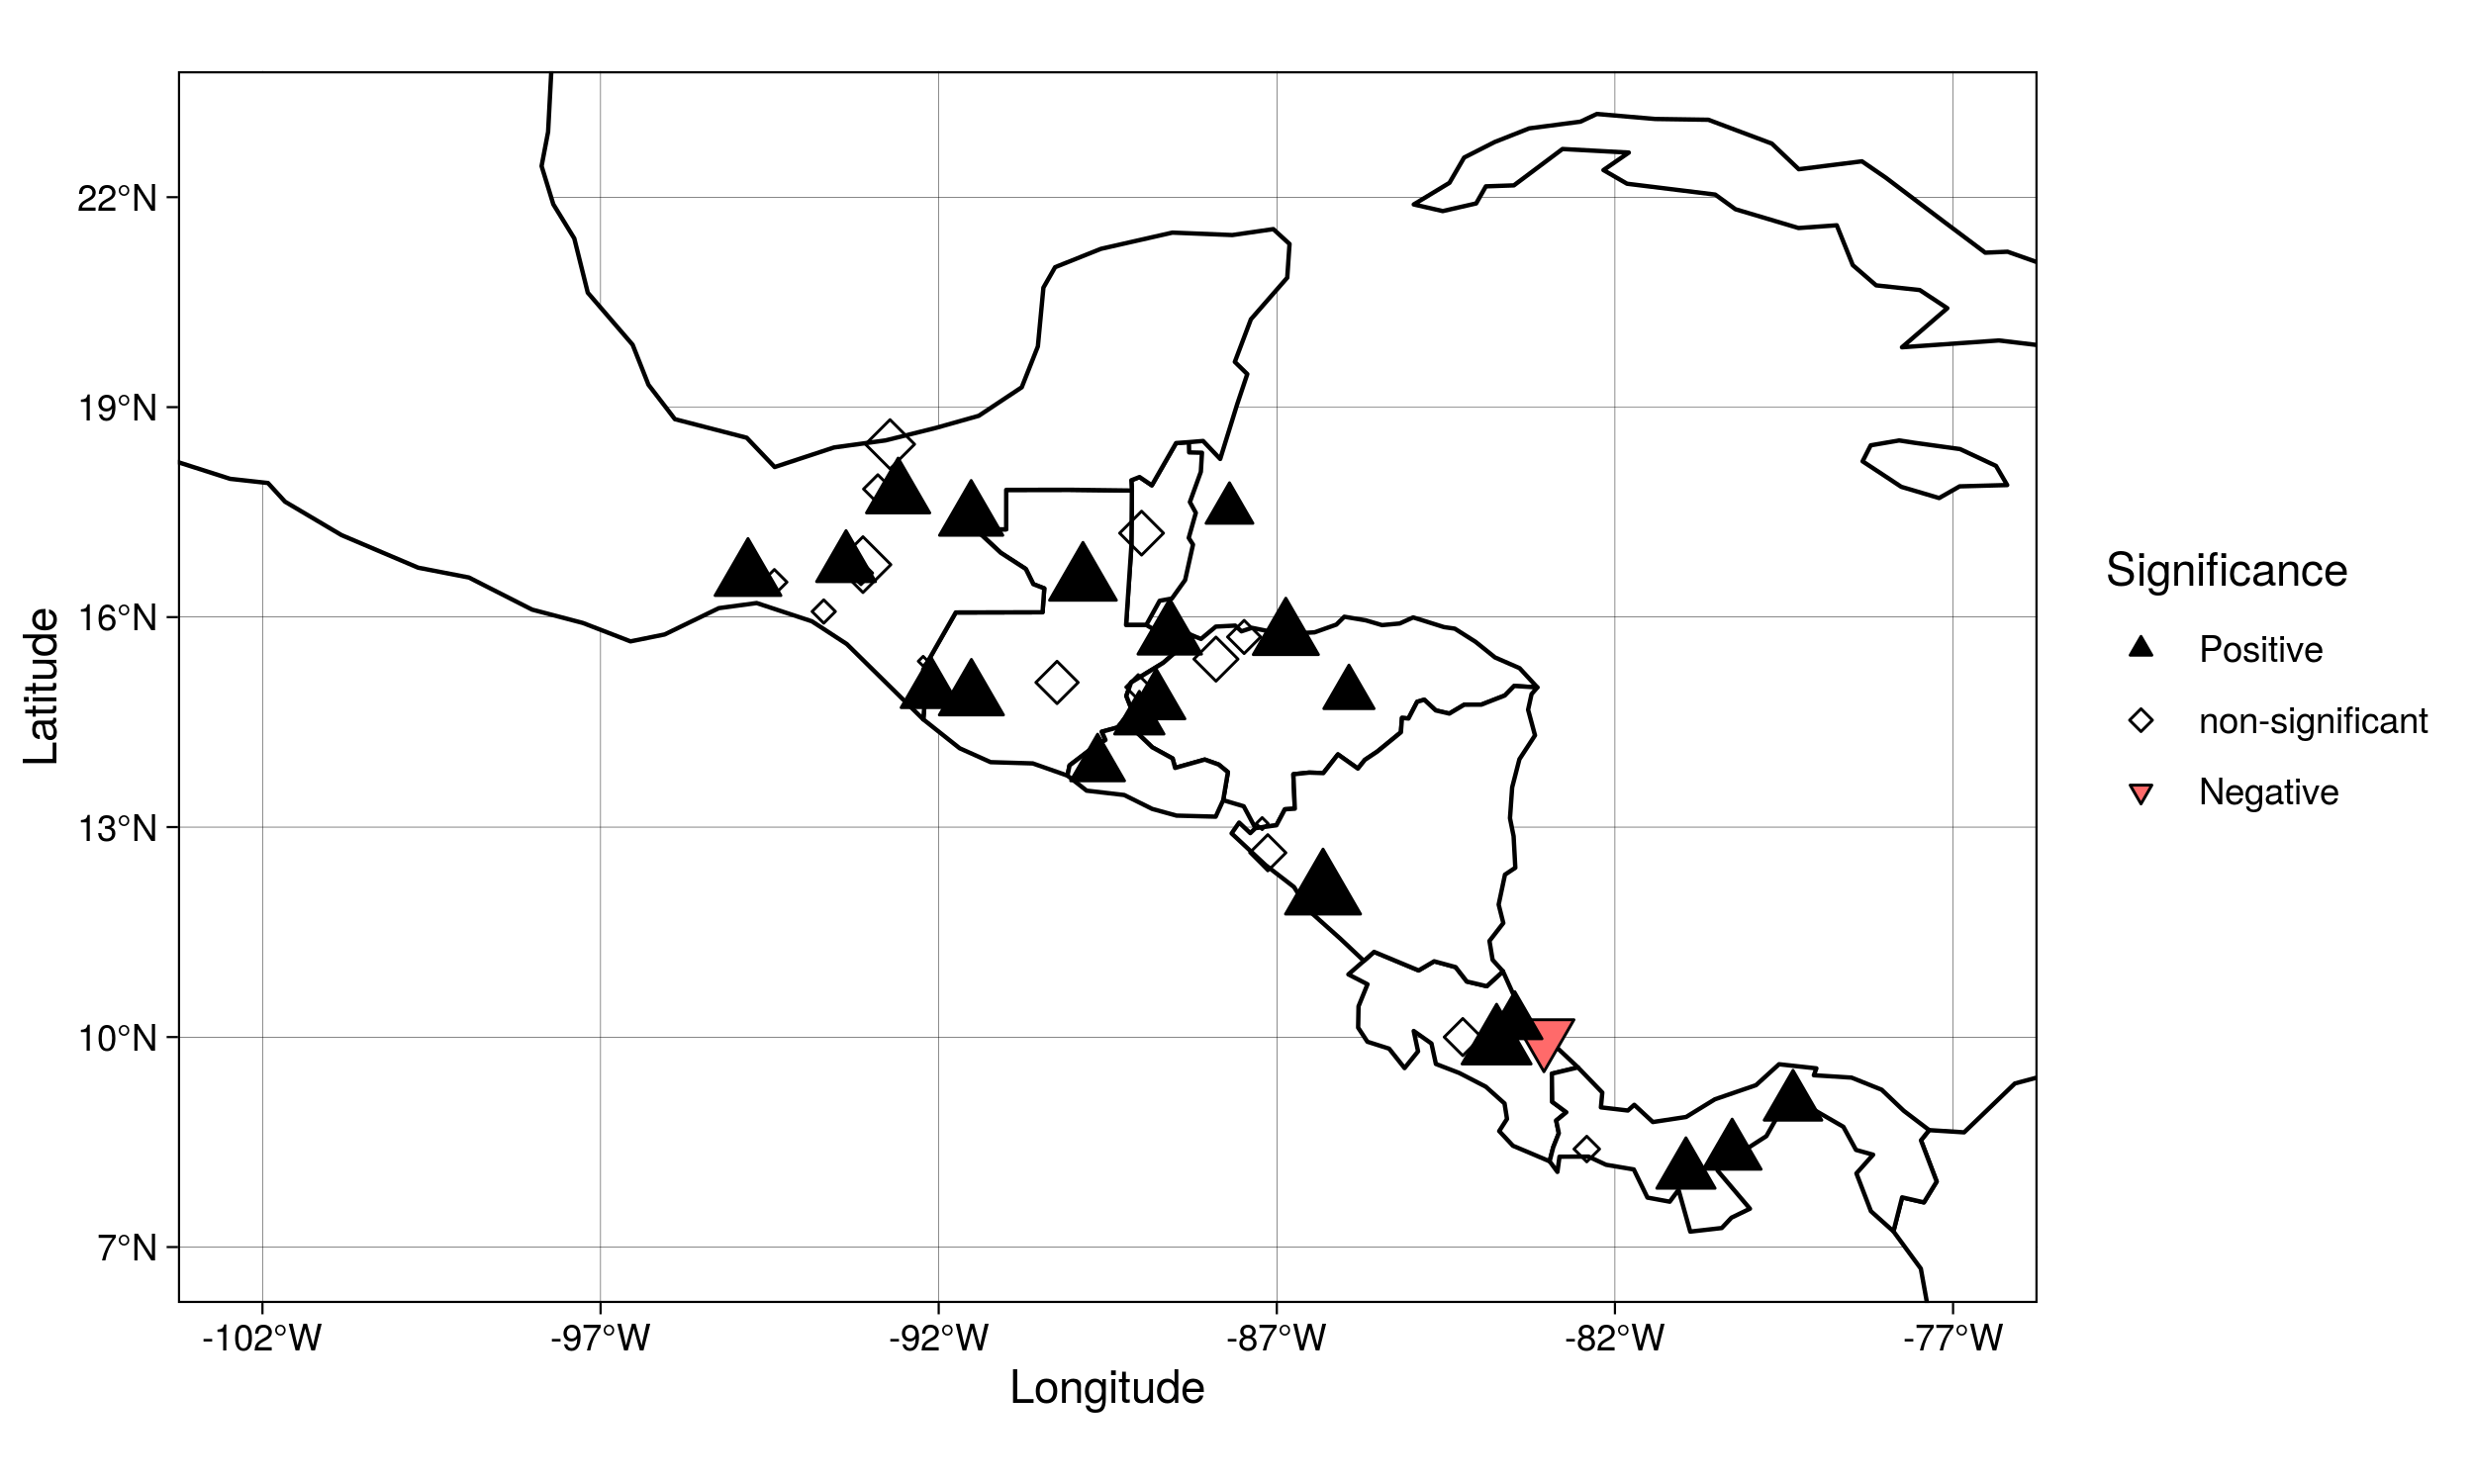 22°N
19°N
16°N
13°N
10°N
7°N
Latitude
-102°W
-97°W
-92°W
-87°W
-82°W
-77°W
Longitude
Significance
Positive
non-significant
Negative